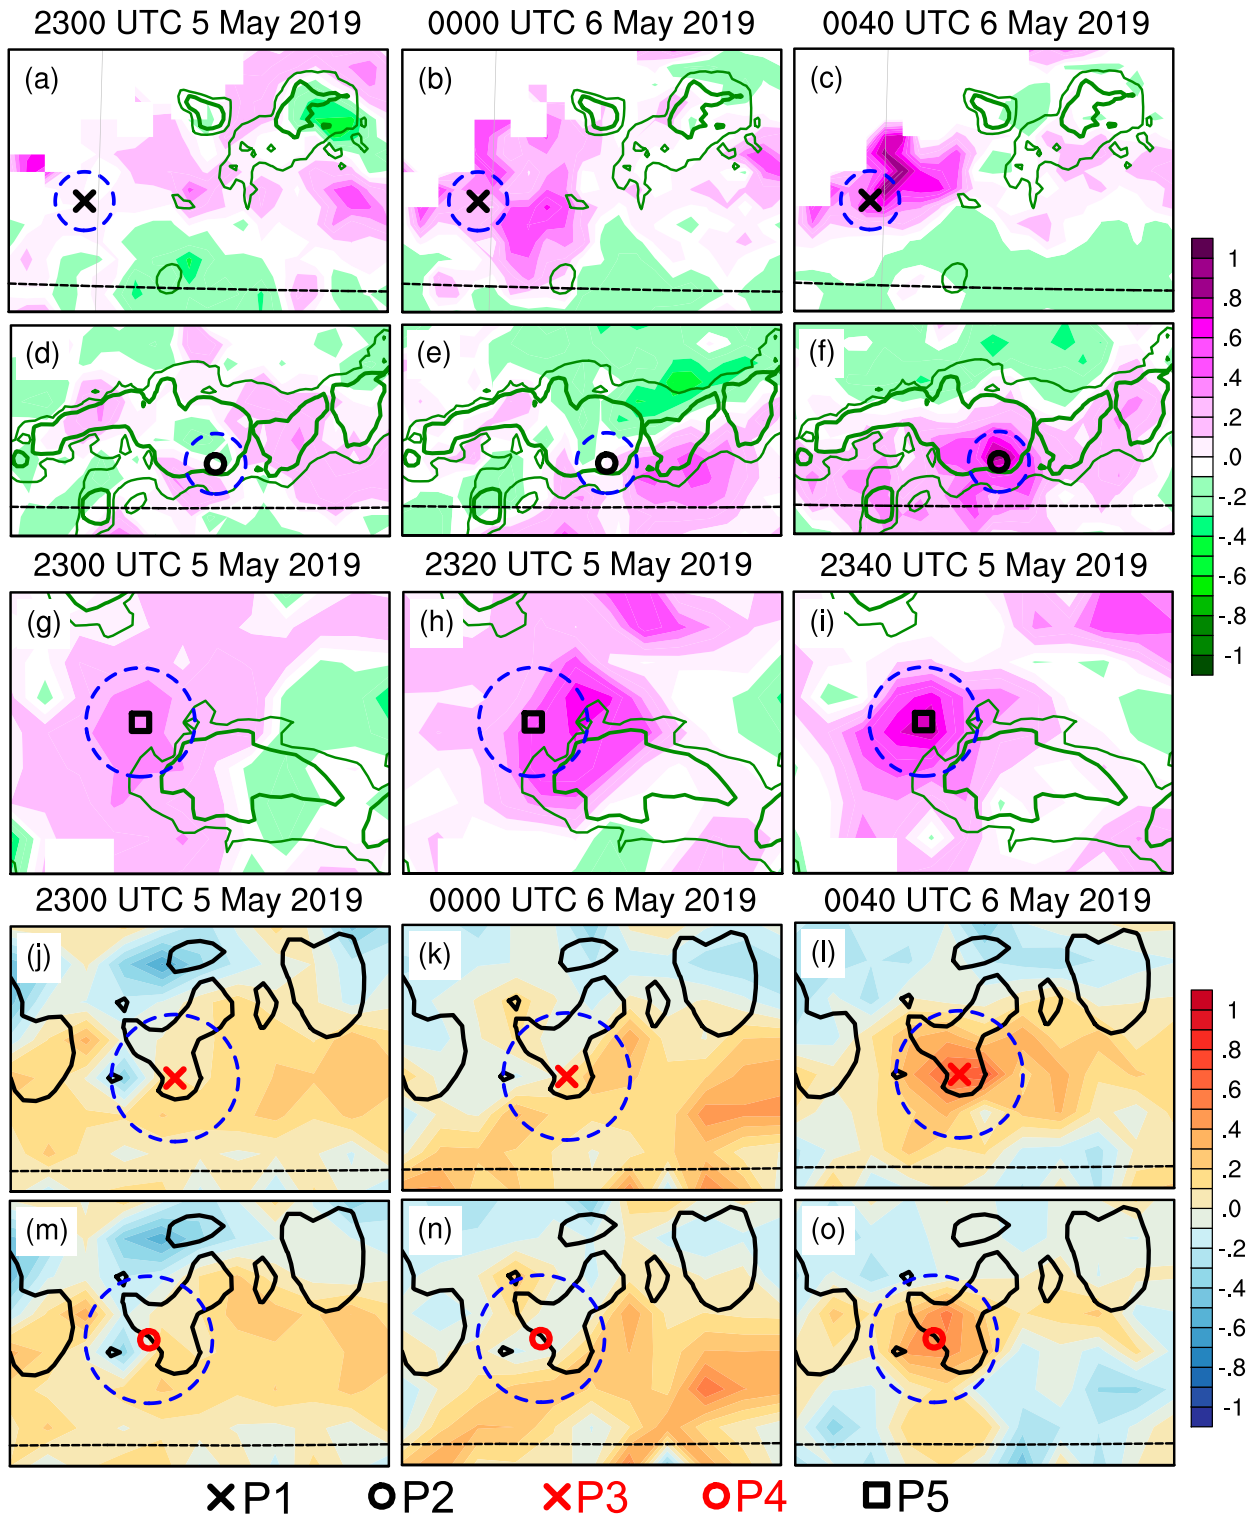 2300 UTC 5 May 2019 0000 UTC 6 May 2019 0040 UTC 6 May 2019
(a) (b) (c)
(d) (e) (f)
1
.8
.6
.4
.2
.0
-.2
-.4
-.6
-.8
-1
2300 UTC 5 May 2019 2320 UTC 5 May 2019 2340 UTC 5 May 2019
(g) (h) (i)
2300 UTC 5 May 2019 0000 UTC 6 May 2019 0040 UTC 6 May 2019
(j) (k) (l)
(m) (n) (o)
1
.8
.6
.4
.2
.0
-.2
-.4
-.6
-.8
-1
P1 P2 P3 P4 P5